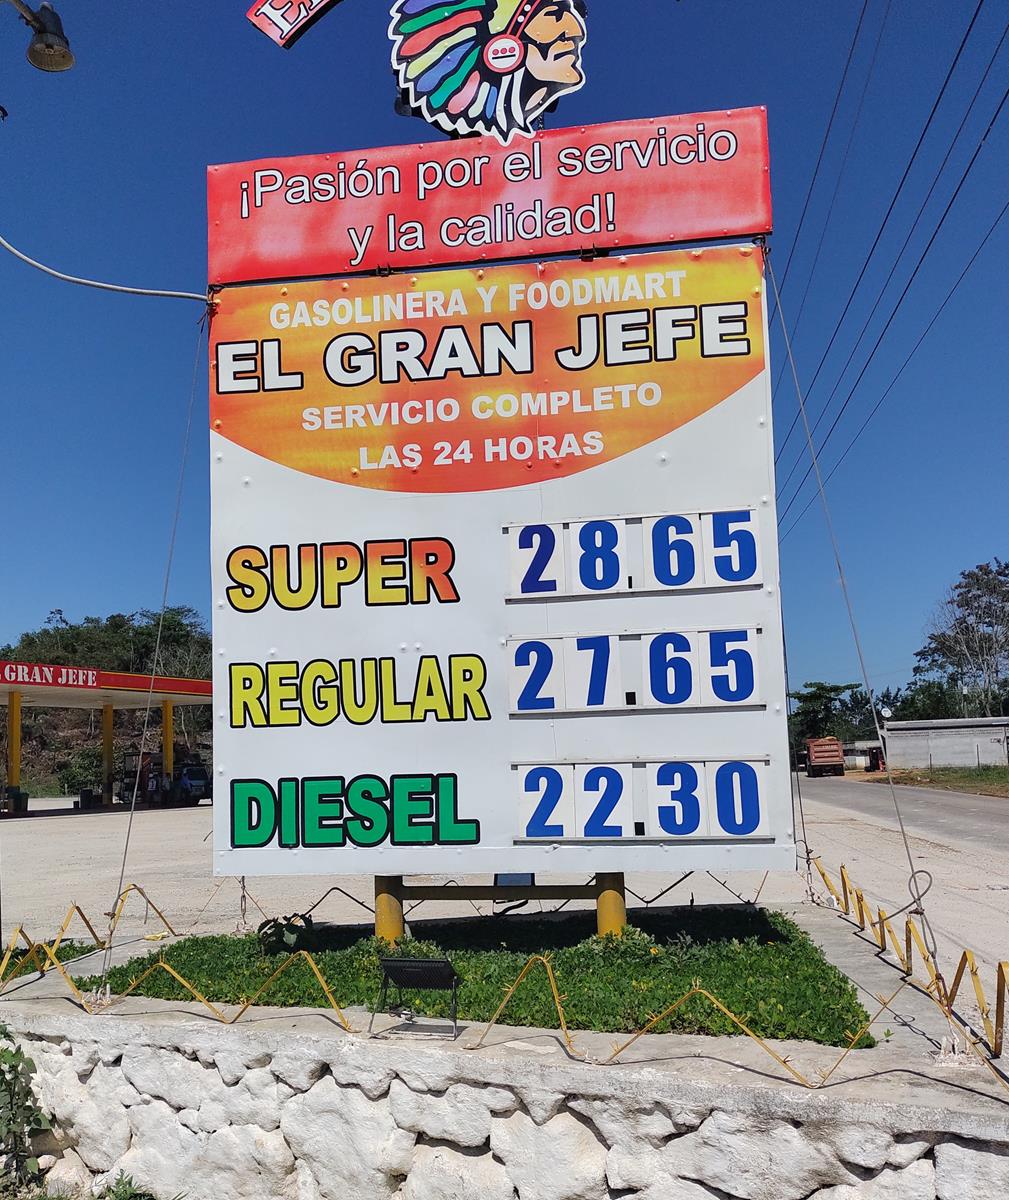 ¡Pasión por el servicio
y la calidad!
GASOLINERA Y FOODMART
EL GRAN JEFE
SERVICIO COMPLETO
LAS 24 HORAS
SUPER 28.65
REGULAR 27.65
DIESEL 22.30
GRAN JEFE